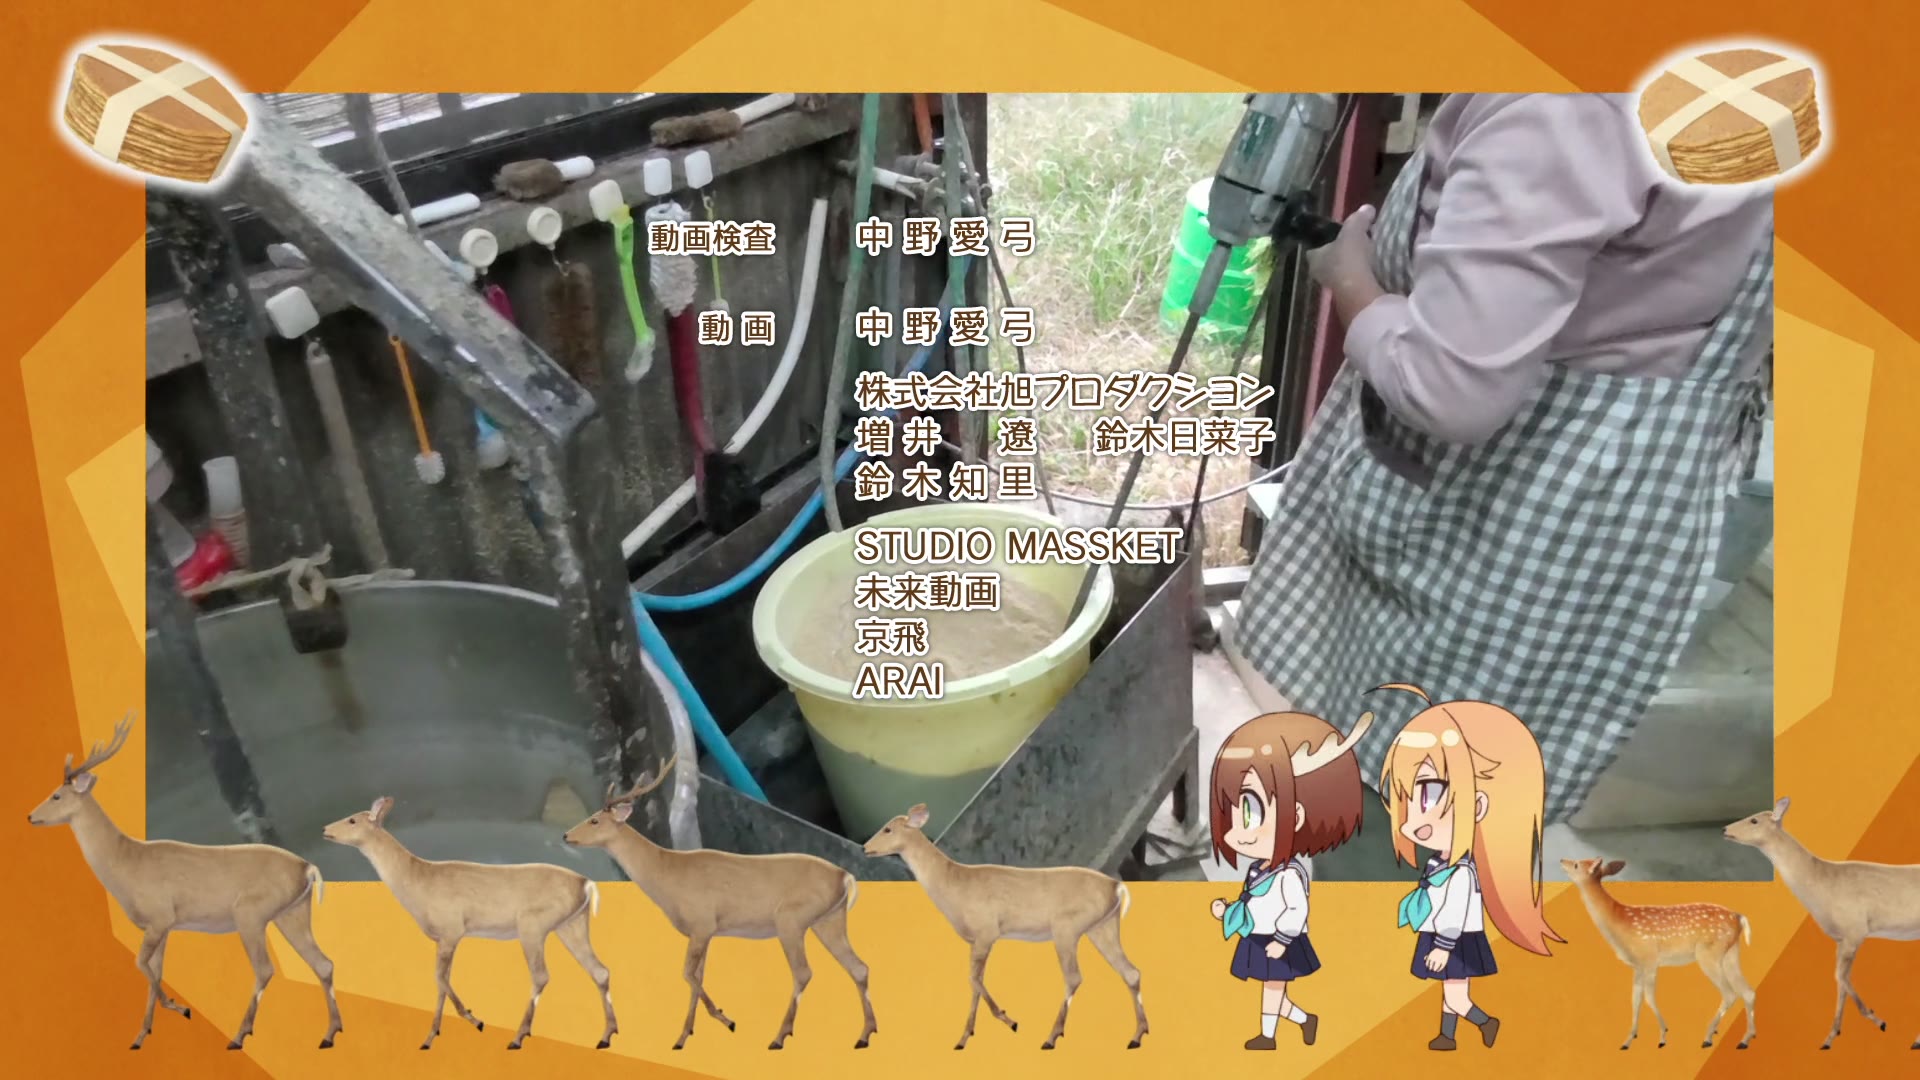 動画検査 中野愛弓
動画 中野愛弓
株式会社旭プロダクション
増井 遼 鈴木日菜子
鈴木知里
STUDIO MASSKET
未来動画
京飛
ARAI